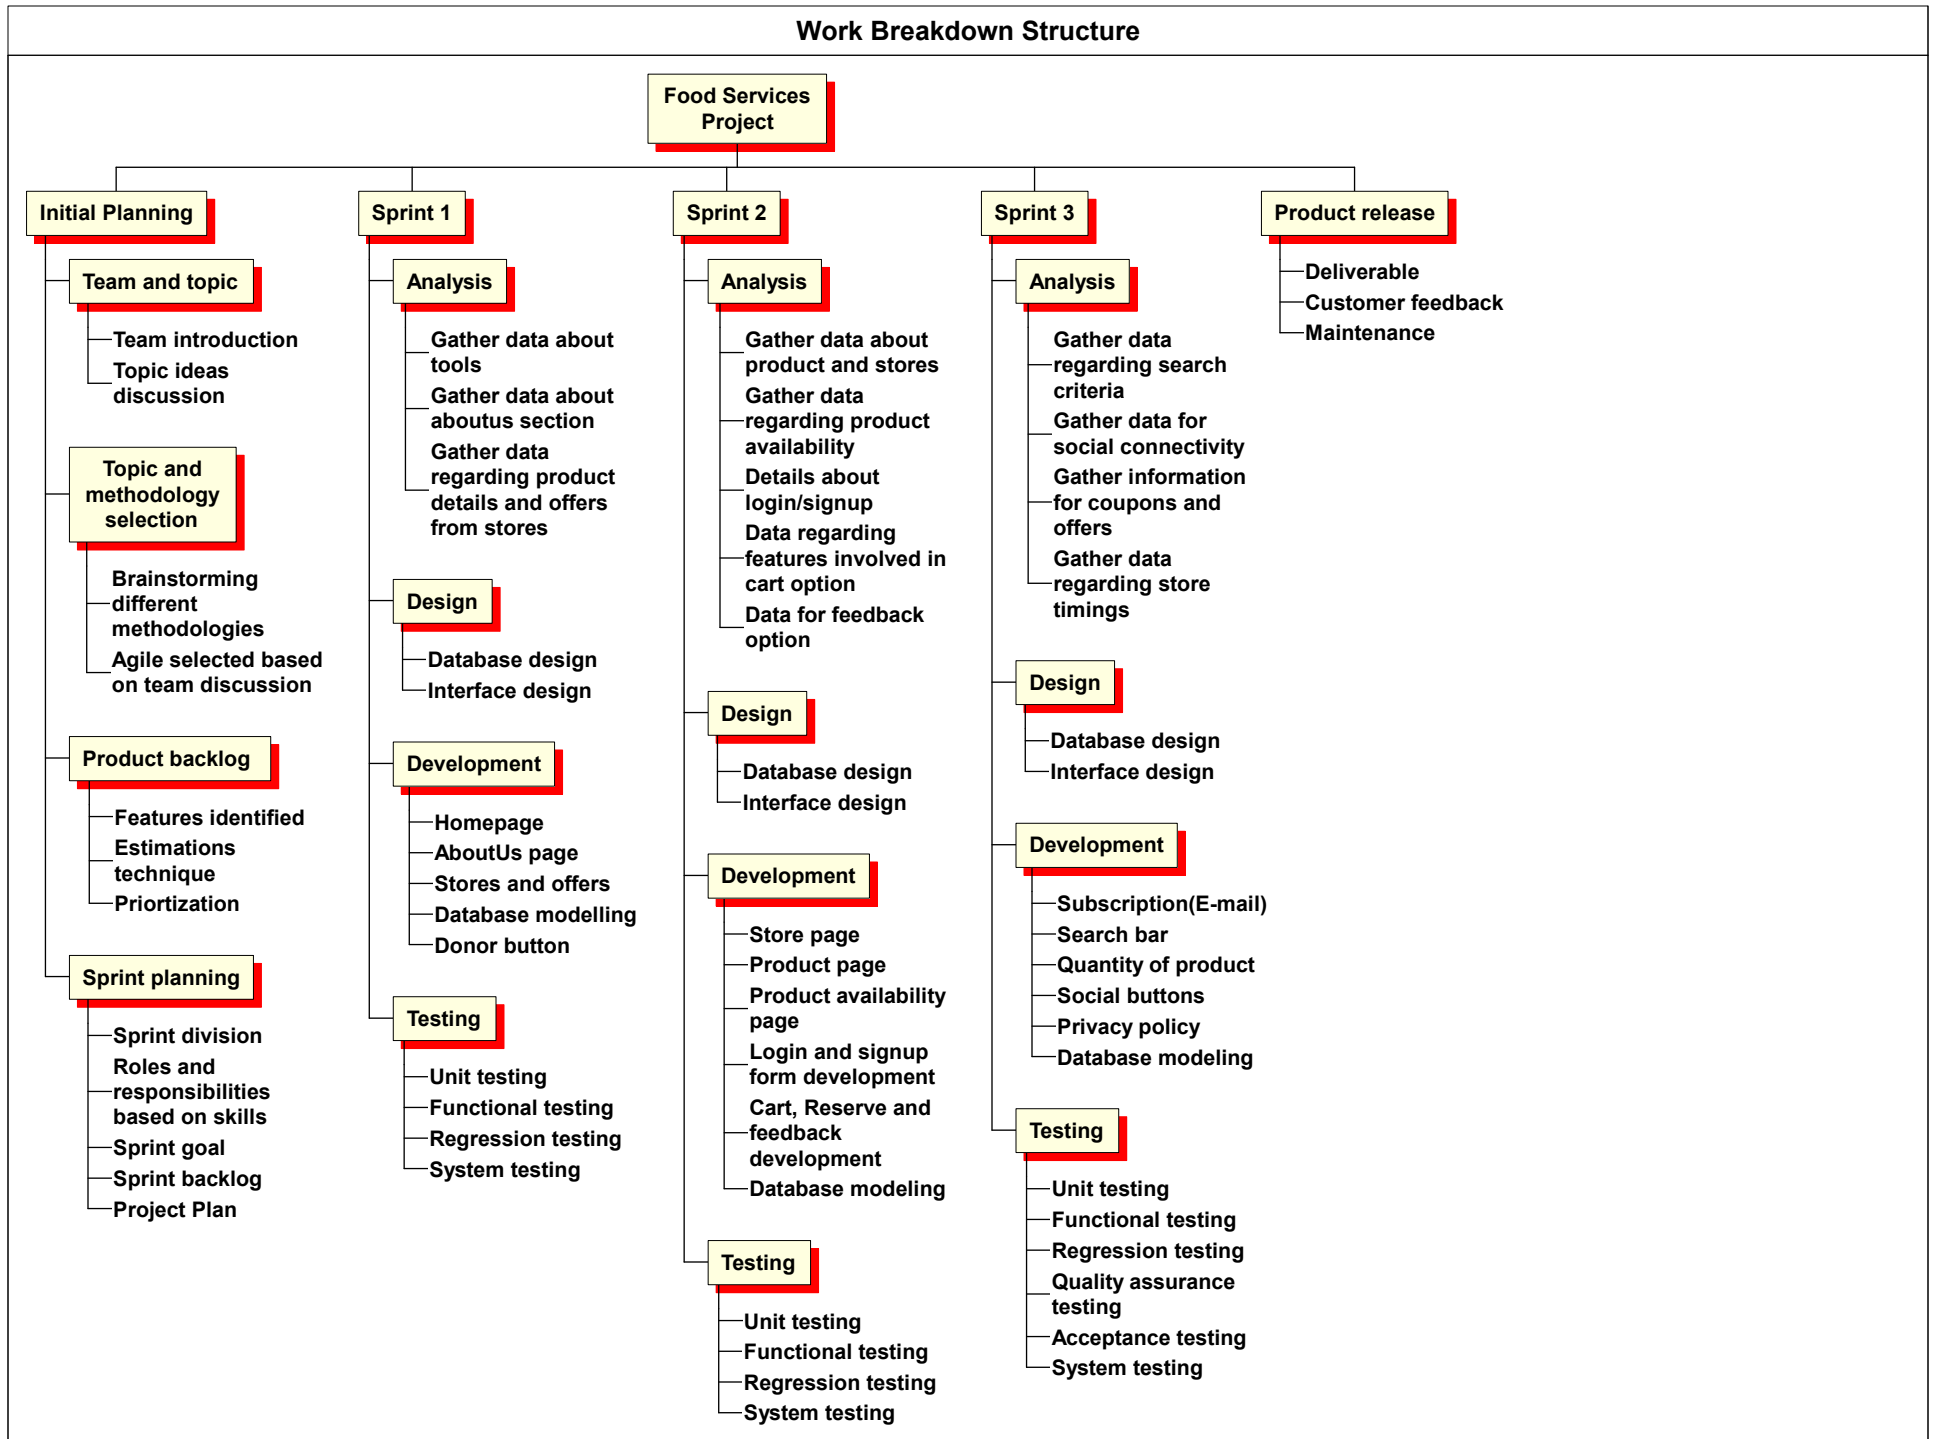 Work Breakdown Structure
Food Services
Project
Initial Planning
Team and topic
Team introduction
Topic ideas
discussion
Topic and
methodology
selection
Brainstorming
different
methodologies
Agile selected based
on team discussion
Product backlog
Features identified
Estimations
technique
Priortization
Sprint planning
Sprint division
Roles and
responsibilities
based on skills
Sprint goal
Sprint backlog
Project Plan
Sprint 1
Analysis
Gather data about
tools
Gather data about
aboutus section
Gather data
regarding product
details and offers
from stores
Design
Database design
Interface design
Development
Homepage
AboutUs page
Stores and offers
Database modelling
Donor button
Testing
Unit testing
Functional testing
Regression testing
System testing
Sprint 2
Analysis
Gather data about
product and stores
Gather data
regarding product
availability
Details about
login/signup
Data regarding
features involved in
cart option
Data for feedback
option
Design
Database design
Interface design
Development
Store page
Product page
Product availability
page
Login and signup
form development
Cart, Reserve and
feedback
development
Database modeling
Testing
Unit testing
Functional testing
Regression testing
System testing
Sprint 3
Analysis
Gather data
regarding search
criteria
Gather data for
social connectivity
Gather information
for coupons and
offers
Gather data
regarding store
timings
Design
Database design
Interface design
Development
Subscription(E-mail)
Search bar
Quantity of product
Social buttons
Privacy policy
Database modeling
Testing
Unit testing
Functional testing
Regression testing
Quality assurance
testing
Acceptance testing
System testing
Product release
Deliverable
Customer feedback
Maintenance